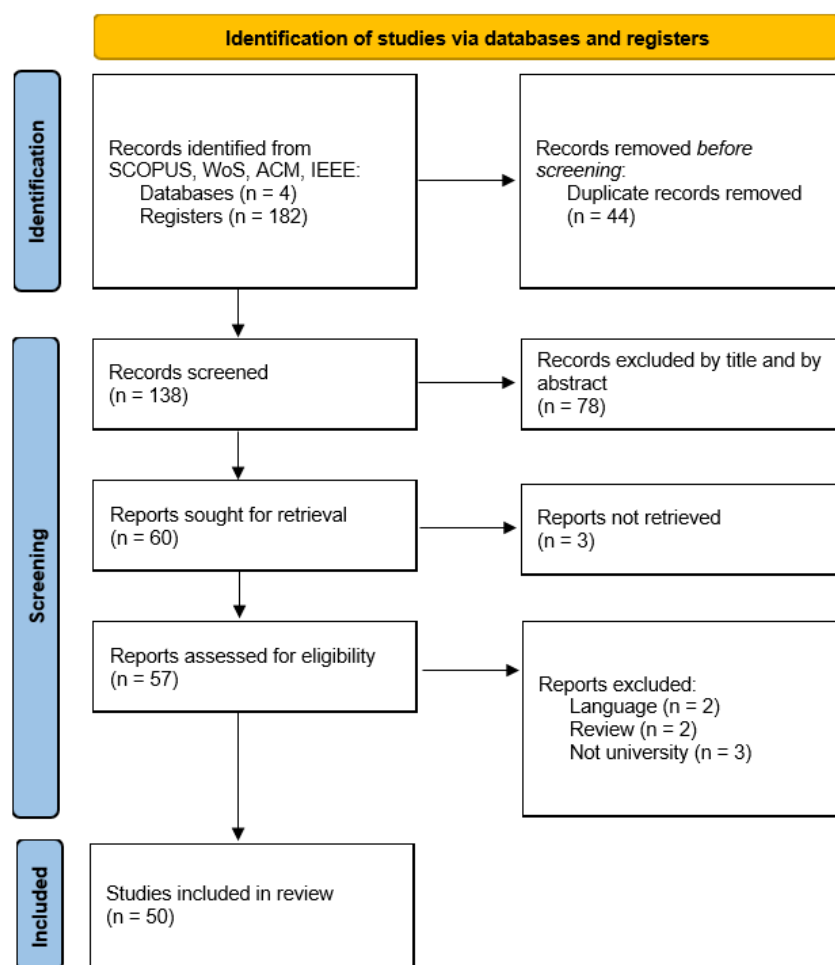 Identification of studies via databases and registers
Identification
Records identified from
SCOPUS, WoS, ACM, IEEE:
Databases (n = 4)
Registers (n = 182)
Records removed before
screening:
Duplicate records removed
(n = 44)
Screening
Records screened
(n = 138)
Records excluded by title and by
abstract
(n = 78)
Reports sought for retrieval
(n = 60)
Reports not retrieved
(n = 3)
Reports assessed for eligibility
(n = 57)
Reports excluded:
Language (n = 2)
Review (n = 2)
Not university (n = 3)
Included
Studies included in review
(n = 50)